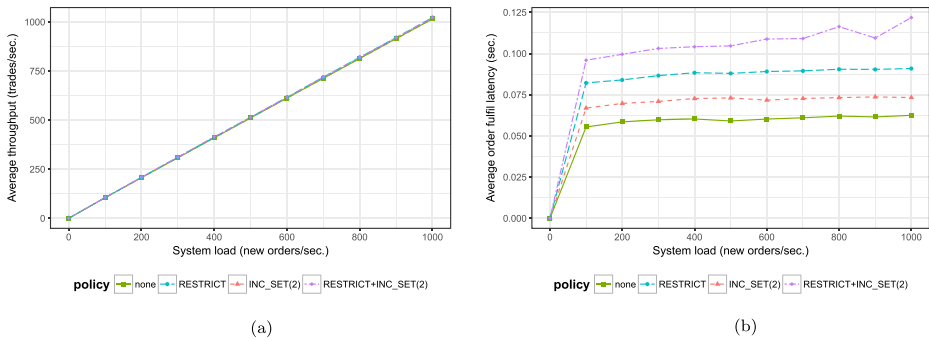 Average throughput (trades/sec.)
1000
750
500
250
0
0 200 400 600 800 1000
System load (new orders/sec.)
policy none RESTRICT INC_SET(2) RESTRICT+INC_SET(2)
(a)
Average order fulfill latency (sec.)
0.125
0.100
0.075
0.050
0.025
0.000
0 200 400 600 800 1000
System load (new orders/sec.)
policy none RESTRICT INC_SET(2) RESTRICT+INC_SET(2)
(b)